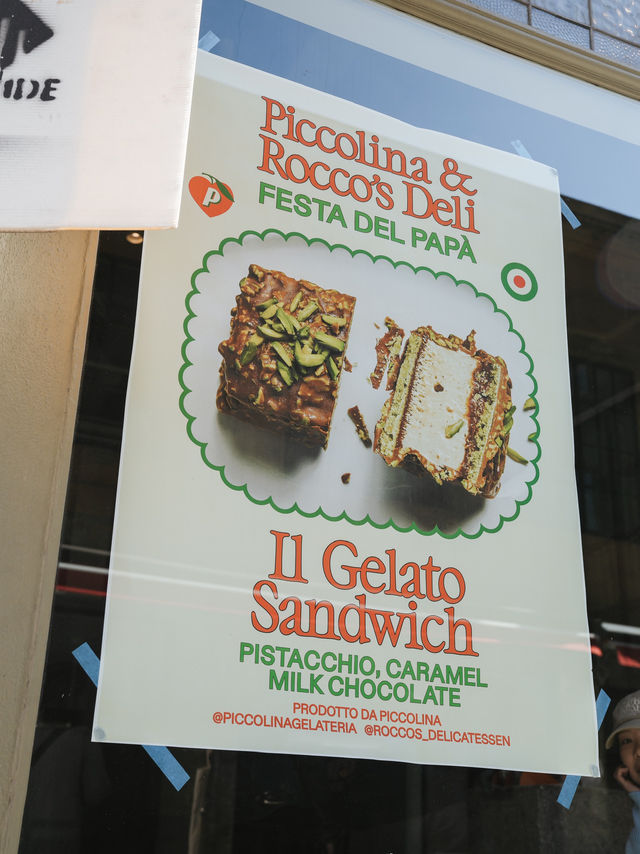 Piccolina &
Rocco's Deli
FESTA DEL PAPÀ
P
Il Gelato
Sandwich
PISTACCHIO, CARAMEL
MILK CHOCOLATE
PRODOTTO DA PICCOLINA
@PICCOLINAGELATERIA @ROCCOS_DELICATESSEN